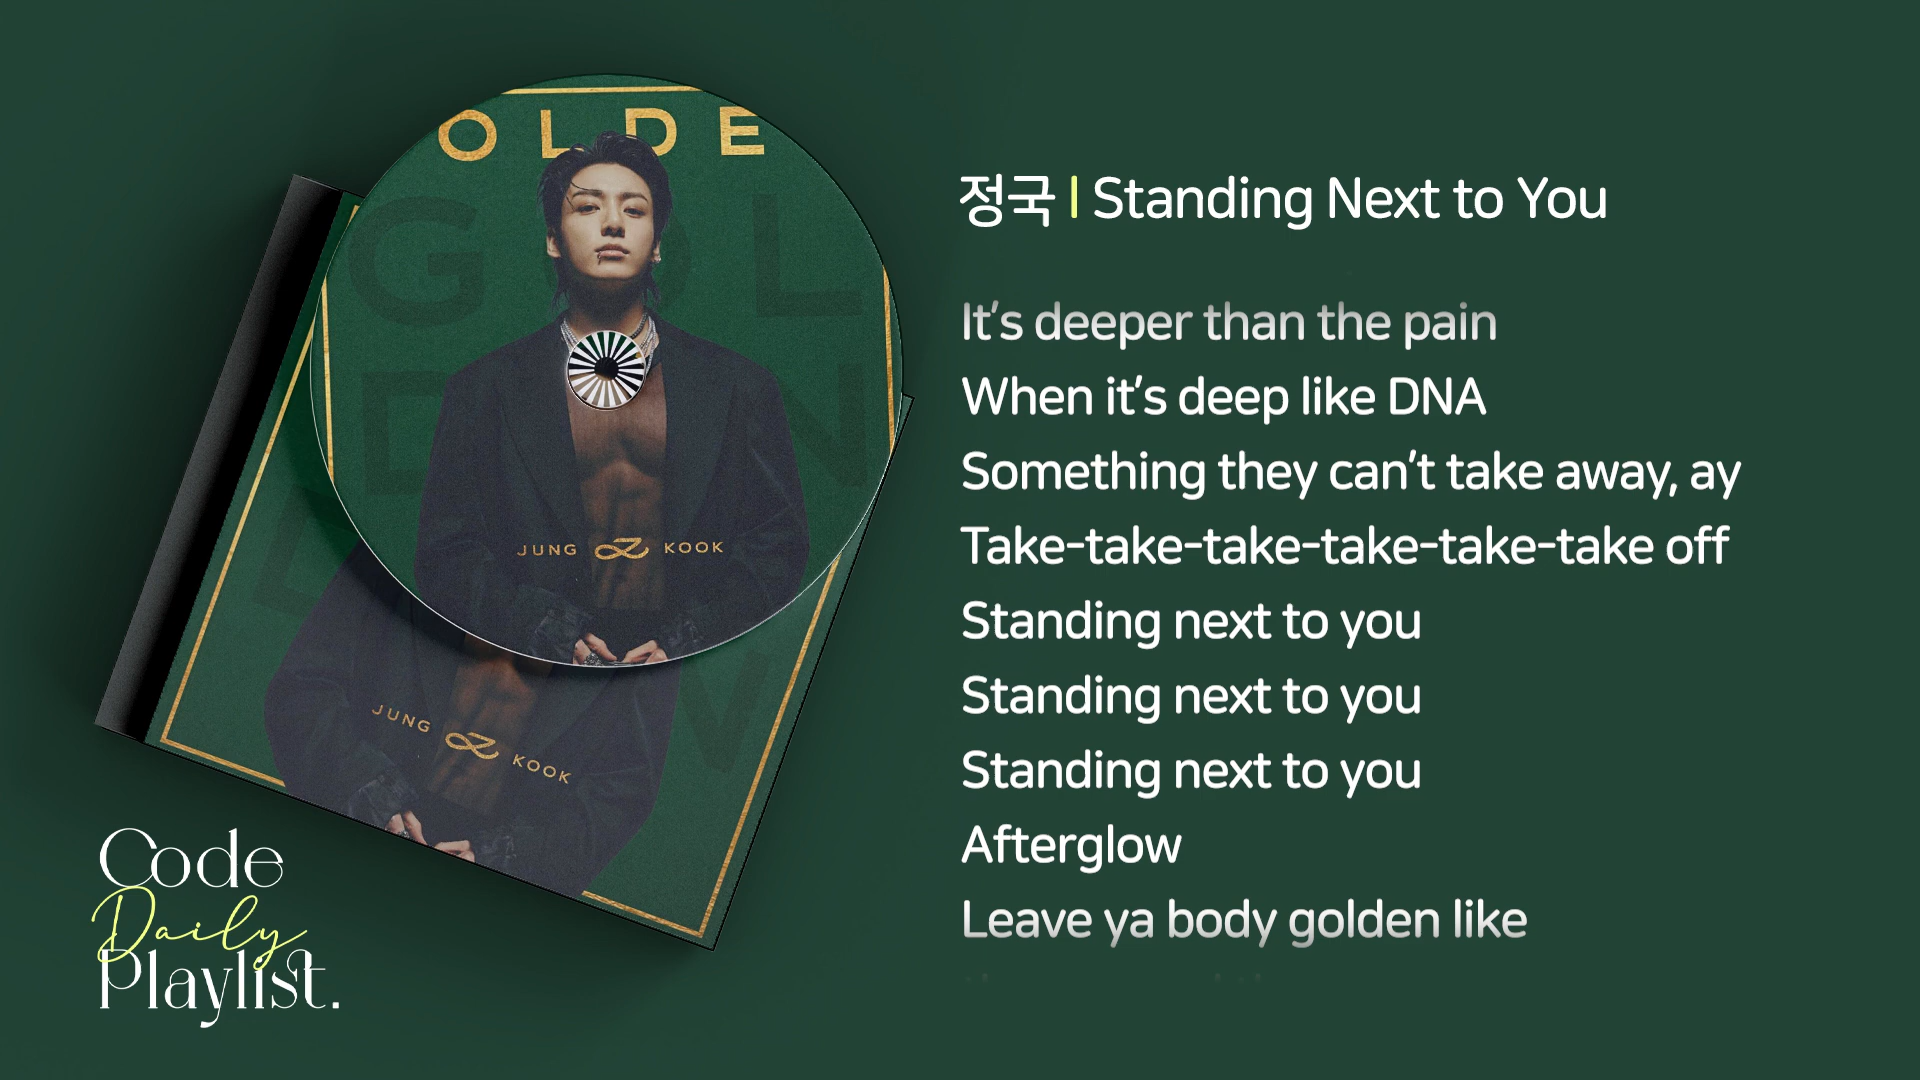 OLDE
GOL
D N
JUNG KOOK
JUNG KOOK
Code
Daily
Playlist.
정국 | Standing Next to You
It's deeper than the pain
When it's deep like DNA
Something they can't take away, ay
Take-take-take-take-take-take off
Standing next to you
Standing next to you
Standing next to you
Afterglow
Leave ya body golden like